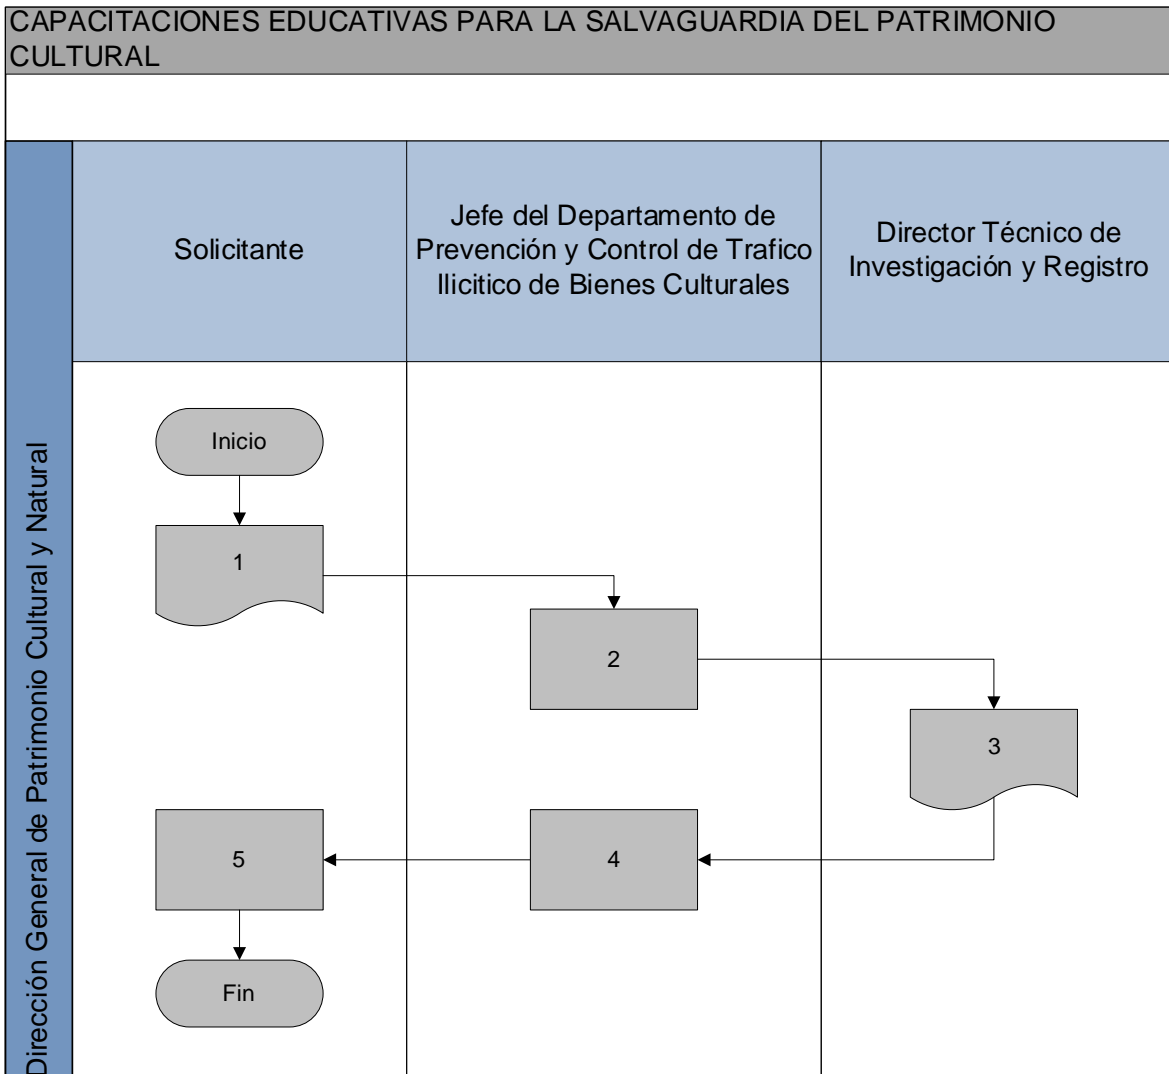 CAPACITACIONES EDUCATIVAS PARA LA SALVAGUARDIA DEL PATRIMONIO
CULTURAL
Dirección General de Patrimonio Cultural y Natural
Solicitante
Jefe del Departamento de
Prevención y Control de Trafico
Ilicitico de Bienes Culturales
Director Técnico de
Investigación y Registro
Inicio
1
2
3
4
5
Fin